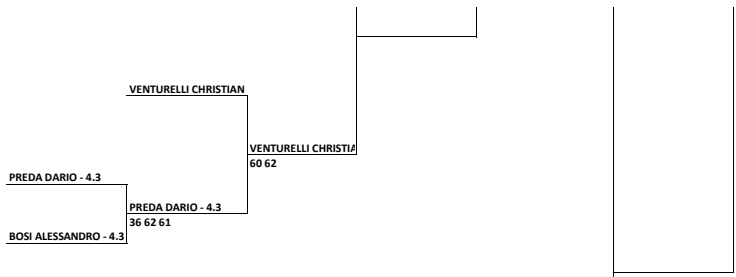 VENTURELLI CHRISTIAN
VENTURELLI CHRISTIA
60 62
PREDA DARIO - 4.3
PREDA DARIO - 4.3
36 62 61
BOSI ALESSANDRO - 4.3